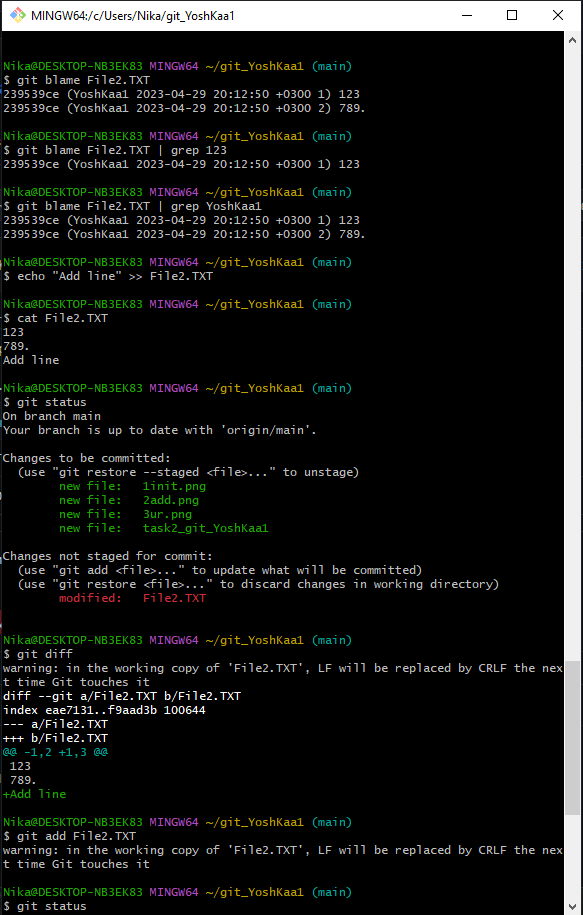 MINGW64:/c/Users/Nika/git_YoshKaa1
Nika@DESKTOP-NB3EK83 MINGW64 ~/git_YoshKaa1 (main)
$ git blame File2.TXT
239539ce (YoshKaa1 2023-04-29 20:12:50 +0300 1) 123
239539ce (YoshKaa1 2023-04-29 20:12:50 +0300 2) 789.
Nika@DESKTOP-NB3EK83 MINGW64 ~/git_YoshKaa1 (main)
$ git blame File2.TXT | grep 123
239539ce (YoshKaa1 2023-04-29 20:12:50 +0300 1) 123
Nika@DESKTOP-NB3EK83 MINGW64 ~/git_YoshKaa1 (main)
$ git blame File2.TXT | grep YoshKaa1
239539ce (YoshKaa1 2023-04-29 20:12:50 +0300 1) 123
239539ce (YoshKaa1 2023-04-29 20:12:50 +0300 2) 789.
Nika@DESKTOP-NB3EK83 MINGW64 ~/git_YoshKaa1 (main)
$ echo "Add line" >> File2.TXT
Nika@DESKTOP-NB3EK83 MINGW64 ~/git_YoshKaa1 (main)
$ cat File2.TXT
123
789.
Add line
Nika@DESKTOP-NB3EK83 MINGW64 ~/git_YoshKaa1 (main)
$ git status
On branch main
Your branch is up to date with 'origin/main'.
Changes to be committed:
  (use "git restore --staged <file>..." to unstage)
        new file:   1init.png
        new file:   2add.png
        new file:   3ur.png
        new file:   task2_git_YoshKaa1
Changes not staged for commit:
  (use "git add <file>..." to update what will be committed)
  (use "git restore <file>..." to discard changes in working directory)
        modified:   File2.TXT
Nika@DESKTOP-NB3EK83 MINGW64 ~/git_YoshKaa1 (main)
$ git diff
warning: in the working copy of 'File2.TXT', LF will be replaced by CRLF the nex
t time Git touches it
diff --git a/File2.TXT b/File2.TXT
index eae7131..f9aad3b 100644
--- a/File2.TXT
+++ b/File2.TXT
@@ -1,2 +1,3 @@
 123
 789.
+Add line
Nika@DESKTOP-NB3EK83 MINGW64 ~/git_YoshKaa1 (main)
$ git add File2.TXT
warning: in the working copy of 'File2.TXT', LF will be replaced by CRLF the nex
t time Git touches it
Nika@DESKTOP-NB3EK83 MINGW64 ~/git_YoshKaa1 (main)
$ git status